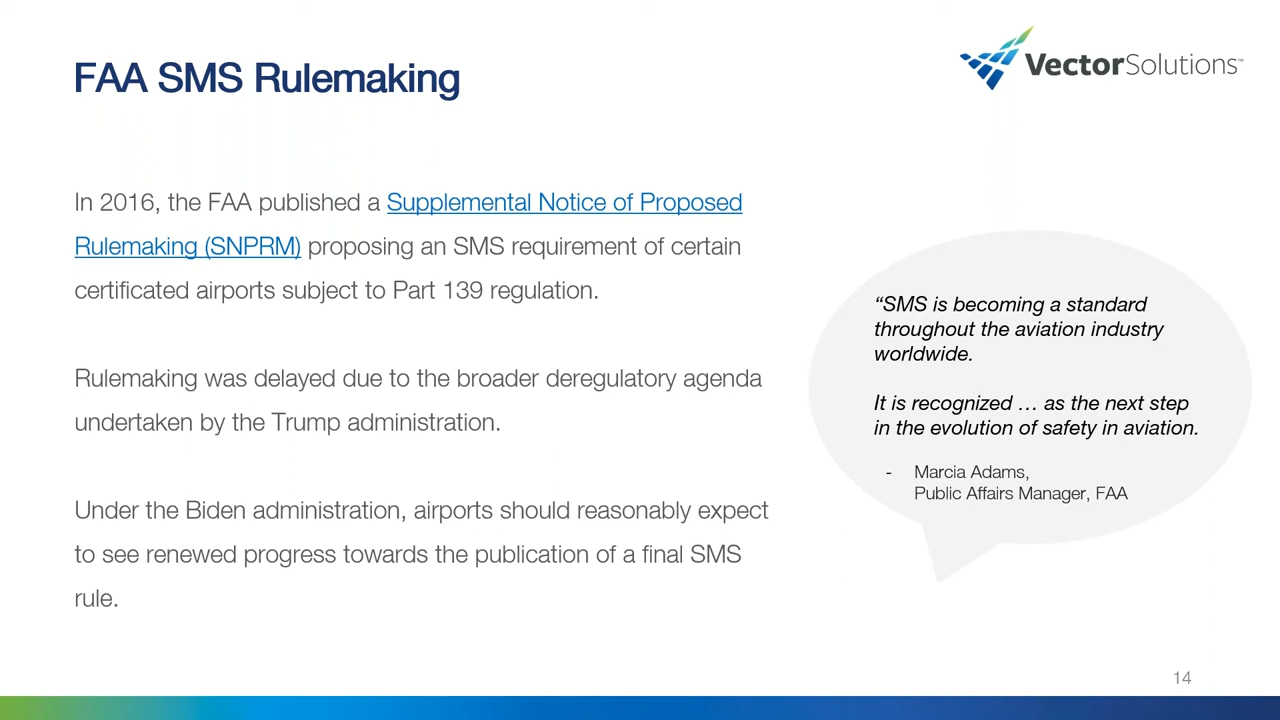 FAA SMS Rulemaking
VectorSolutions™
In 2016, the FAA published a Supplemental Notice of Proposed
Rulemaking (SNPRM) proposing an SMS requirement of certain
certificated airports subject to Part 139 regulation.
Rulemaking was delayed due to the broader deregulatory agenda
undertaken by the Trump administration.
Under the Biden administration, airports should reasonably expect
to see renewed progress towards the publication of a final SMS
rule.
“SMS is becoming a standard
throughout the aviation industry
worldwide.
It is recognized … as the next step
in the evolution of safety in aviation.
- Marcia Adams,
Public Affairs Manager, FAA
14